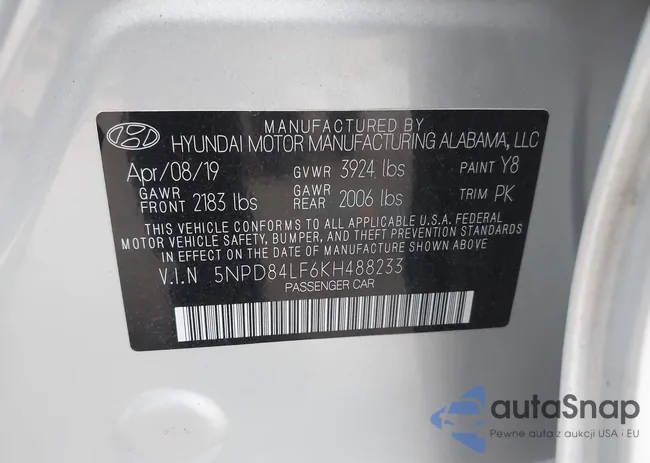 MANUFACTURED BY
HYUNDAI MOTOR MANUFACTURING ALABAMA, LLC
Apr/08/19 GVWR 3924 lbs PAINT Y8
GAWR FRONT 2183 lbs GAWR REAR 2006 lbs TRIM PK
THIS VEHICLE CONFORMS TO ALL APPLICABLE U.S.A. FEDERAL
MOTOR VEHICLE SAFETY, BUMPER, AND THEFT PREVENTION STANDARDS
IN EFFECT ON THE DATE OF MANUFACTURE SHOWN ABOVE
V.I.N 5NPD84LF6KH488233
PASSENGER CAR
autaSnap
Pewne auta z aukcji USA i EU